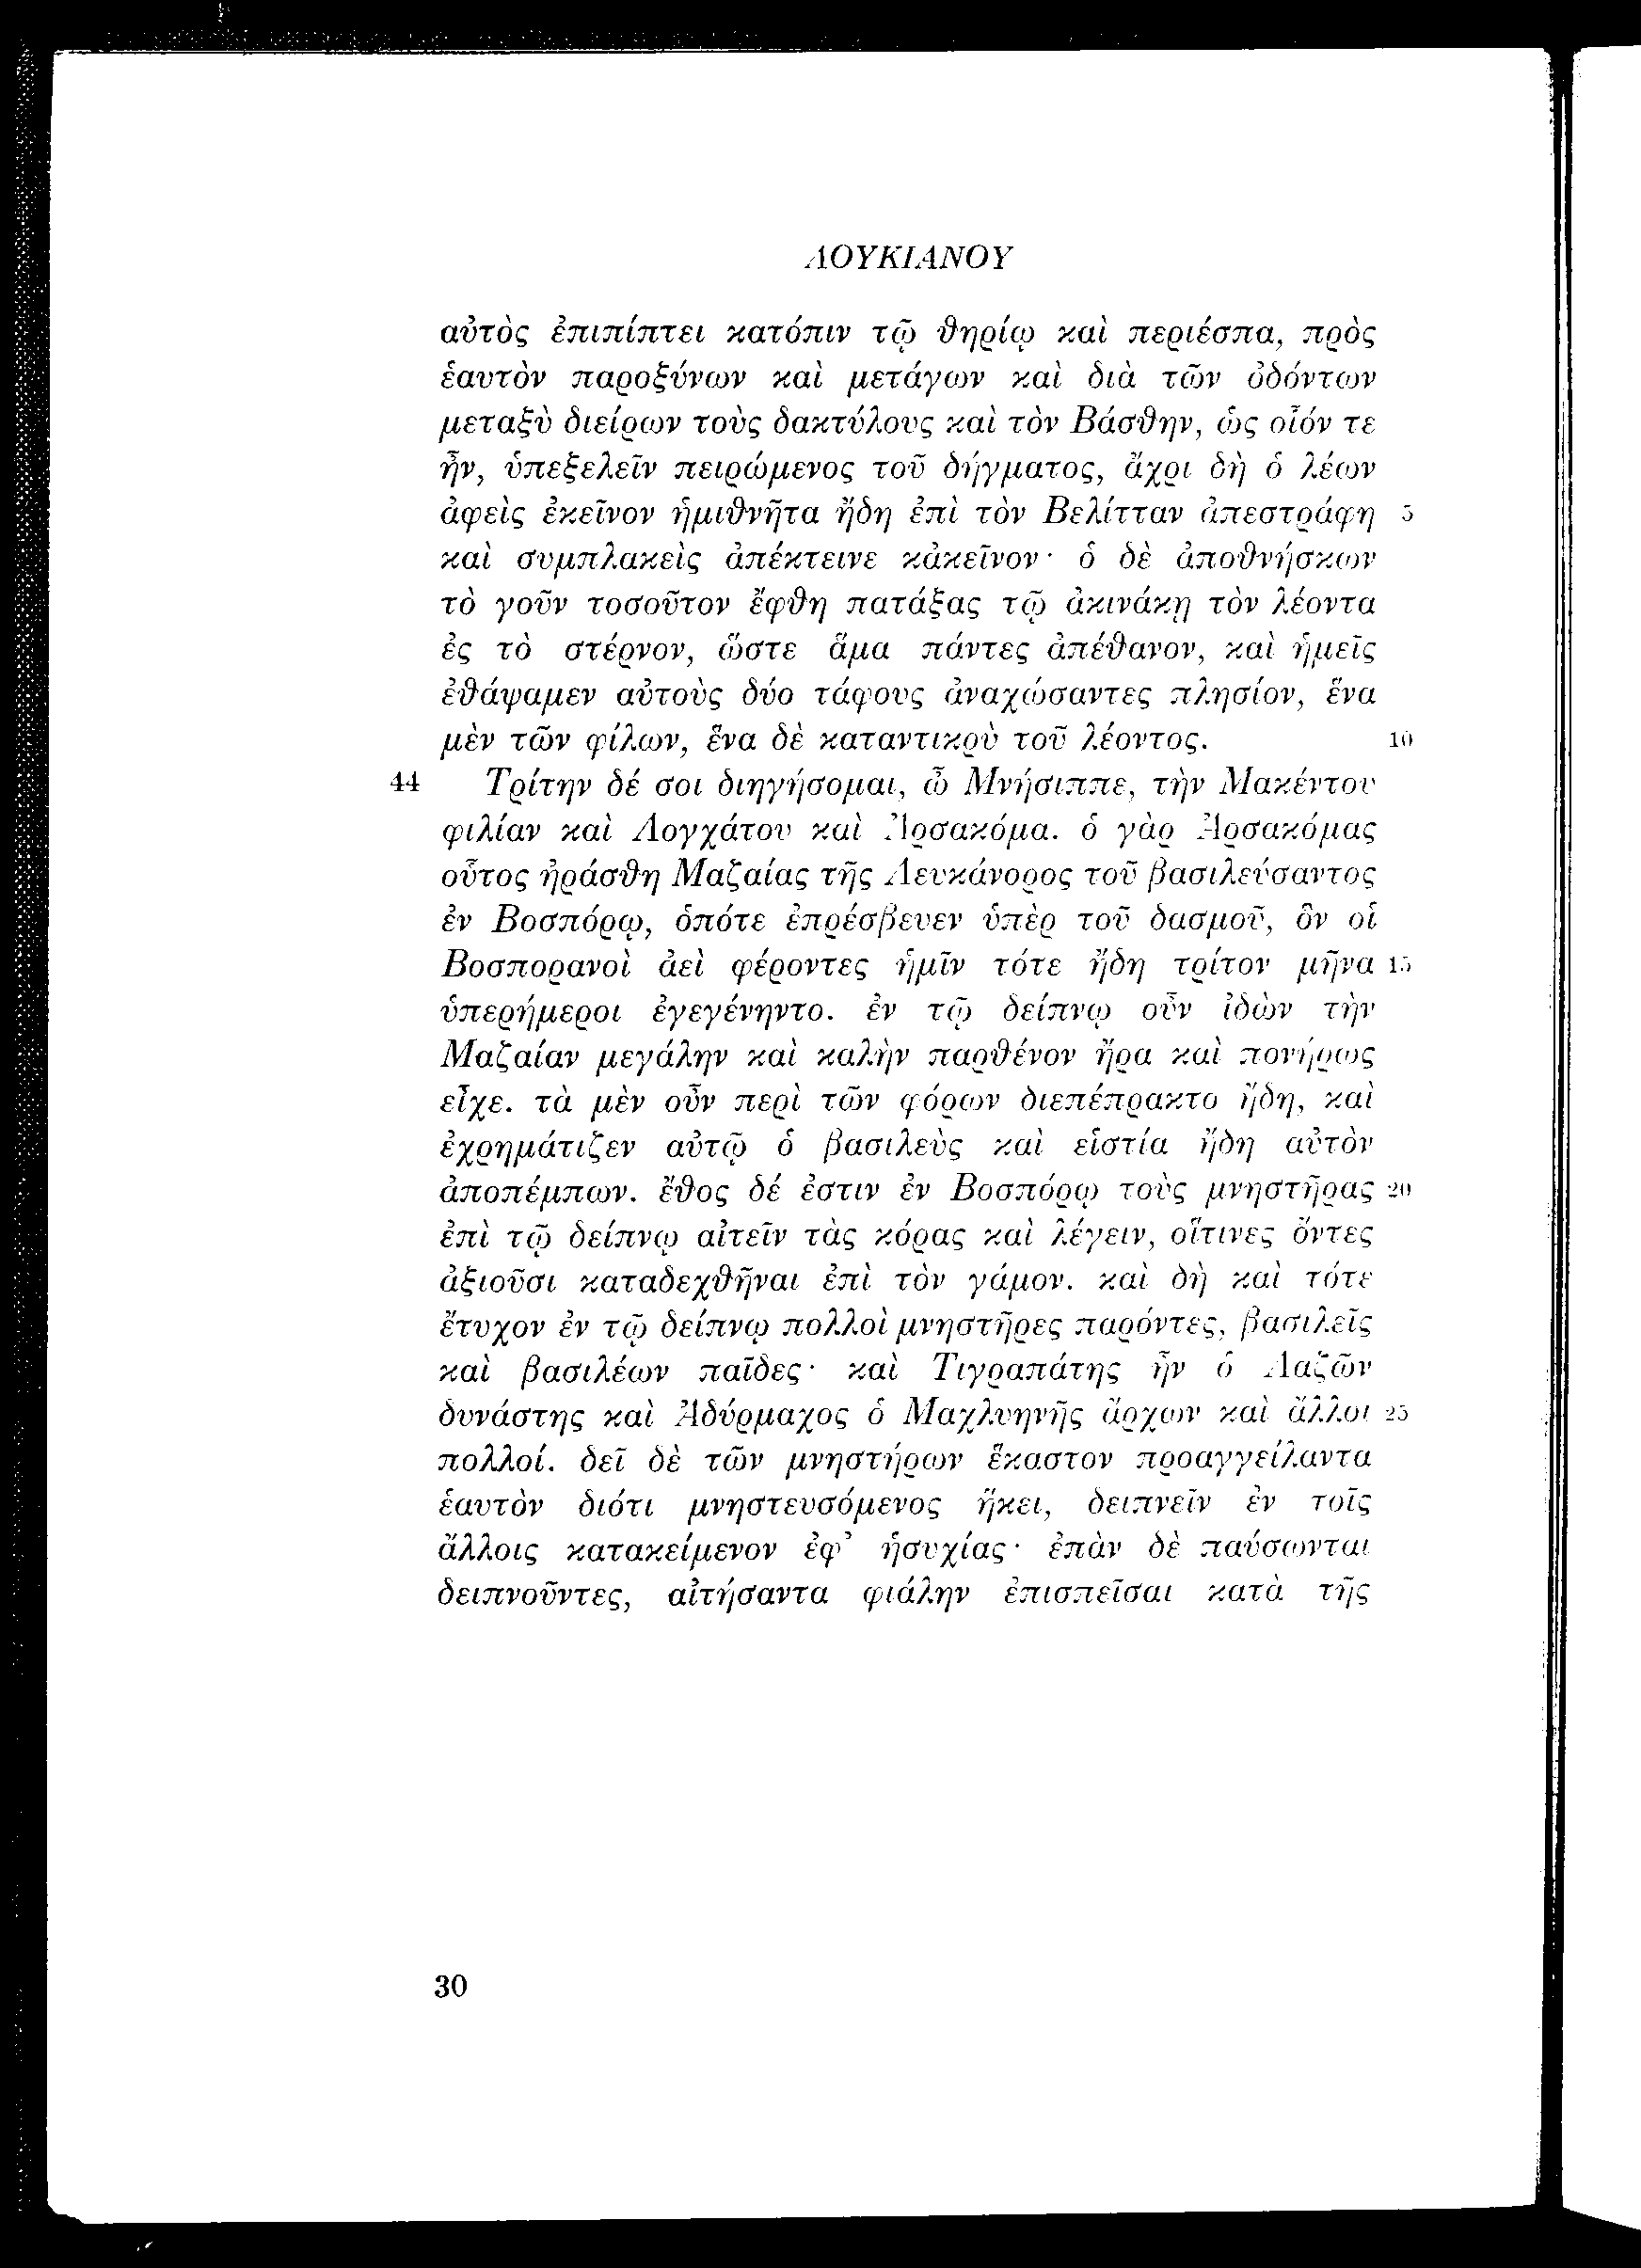 ΛΟΥΚΙΑΝΟΥ
αὐτὸς ἐπιπίπτει κατόπιν τῷ θηρίῳ καὶ περιέσπα, πρὸς
ἑαυτὸν παροξύνων καὶ μετάγων καὶ διὰ τῶν ὀδόντων
μεταξὺ διείρων τοὺς δακτύλους καὶ τὸν Βάσθην, ὡς οἷόν τε
ἦν, ὑπεξελεῖν πειρώμενος τοῦ δήγματος, ἄχρι δὴ ὁ λέων
ἀφεὶς ἐκεῖνον ἡμιθνῆτα ἤδη ἐπὶ τὸν Βελίτταν ἀπεστράφη 5
καὶ συμπλακεὶς ἀπέκτεινε κἀκεῖνον· ὁ δὲ ἀποθνήσκων
τὸ γοῦν τοσοῦτον ἔφθη πατάξας τῷ ἀκινάκῃ τὸν λέοντα
ἐς τὸ στέρνον, ὥστε ἅμα πάντες ἀπέθανον, καὶ ἡμεῖς
ἐθάψαμεν αὐτοὺς δύο τάφους ἀναχώσαντες πλησίον, ἕνα
μὲν τῶν φίλων, ἕνα δὲ καταντικρὺ τοῦ λέοντος. 10
44 Τρίτην δέ σοι διηγήσομαι, ὦ Μνήσιππε, τὴν Μακέντου
φιλίαν καὶ Λογχάτου καὶ Ἀρσακόμα. ὁ γὰρ Ἀρσακόμας
οὗτος ἠράσθη Μαζαίας τῆς Λευκάνορος τοῦ βασιλεύσαντος
ἐν Βοσπόρῳ, ὁπότε ἐπρέσβευεν ὑπὲρ τοῦ δασμοῦ, ὃν οἱ
Βοσπορανοὶ ἀεὶ φέροντες ἡμῖν τότε ἤδη τρίτον μῆνα 15
ὑπερήμεροι ἐγεγένηντο. ἐν τῷ δείπνῳ οὖν ἰδὼν τὴν
Μαζαίαν μεγάλην καὶ καλὴν παρθένον ἤρα καὶ πονήρως
εἶχε. τὰ μὲν οὖν περὶ τῶν φόρων διεπέπρακτο ἤδη, καὶ
ἐχρημάτιζεν αὐτῷ ὁ βασιλεὺς καὶ εἱστία ἤδη αὐτὸν
ἀποπέμπων. ἔθος δέ ἐστιν ἐν Βοσπόρῳ τοὺς μνηστῆρας 20
ἐπὶ τῷ δείπνῳ αἰτεῖν τὰς κόρας καὶ λέγειν, οἵτινες ὄντες
ἀξιοῦσι καταδεχθῆναι ἐπὶ τὸν γάμον. καὶ δὴ καὶ τότε
ἔτυχον ἐν τῷ δείπνῳ πολλοὶ μνηστῆρες παρόντες, βασιλεῖς
καὶ βασιλέων παῖδες· καὶ Τιγραπάτης ἦν ὁ Λαζῶν
δυνάστης καὶ Ἀδύρμαχος ὁ Μαχλυηνῆς ἄρχων καὶ ἄλλοι 25
πολλοί. δεῖ δὲ τῶν μνηστήρων ἕκαστον προαγγείλαντα
ἑαυτὸν διότι μνηστευσόμενος ἥκει, δειπνεῖν ἐν τοῖς
ἄλλοις κατακείμενον ἐφ’ ἡσυχίας· ἐπὰν δὲ παύσωνται
δειπνοῦντες, αἰτήσαντα φιάλην ἐπισπεῖσαι κατὰ τῆς
30